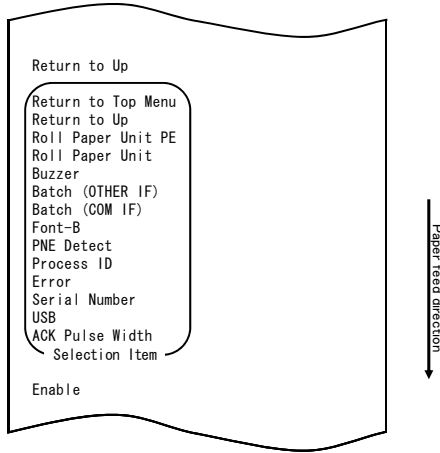 Return to Up
Return to Top Menu
Return to Up
Roll Paper Unit PE
Roll Paper Unit
Buzzer
Batch (OTHER IF)
Batch (COM IF)
Font-B
PNE Detect
Process ID
Error
Serial Number
USB
ACK Pulse Width
Selection Item
Enable
Paper feed direction